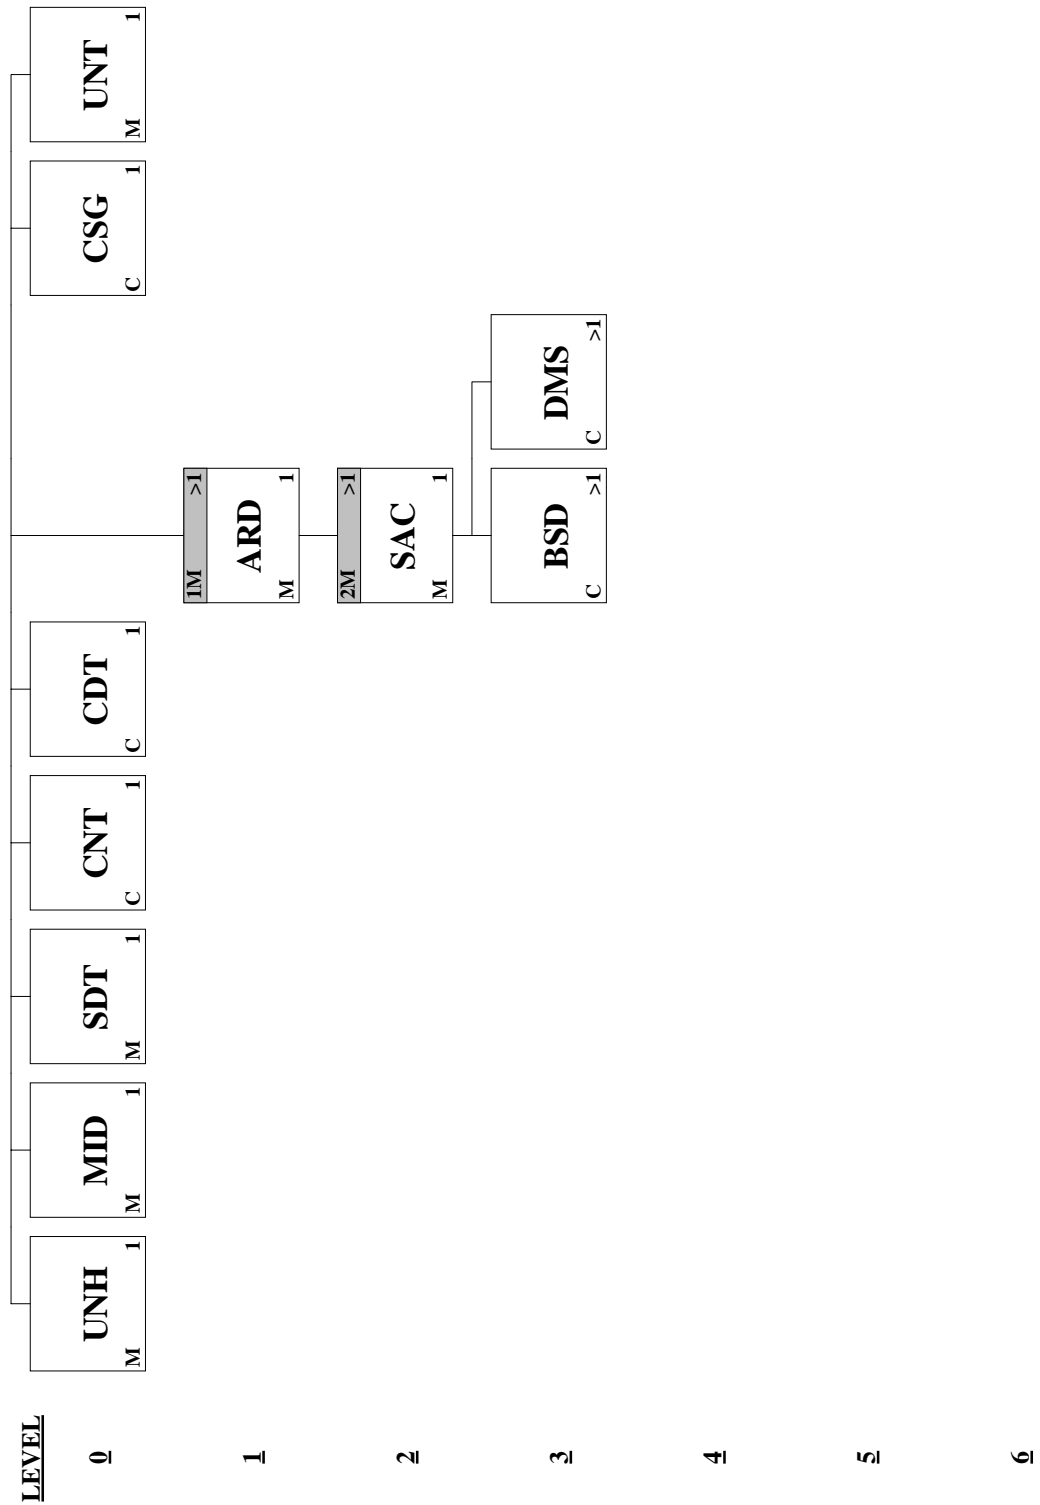 LEVEL
0
UNH
M 1
MID
M 1
SDT
M 1
CNT
C 1
CDT
C 1
CSG
C 1
UNT
M 1
1
1M >1
ARD
M 1
2
2M >1
SAC
M 1
3
BSD
C >1
DMS
C >1
4
5
6